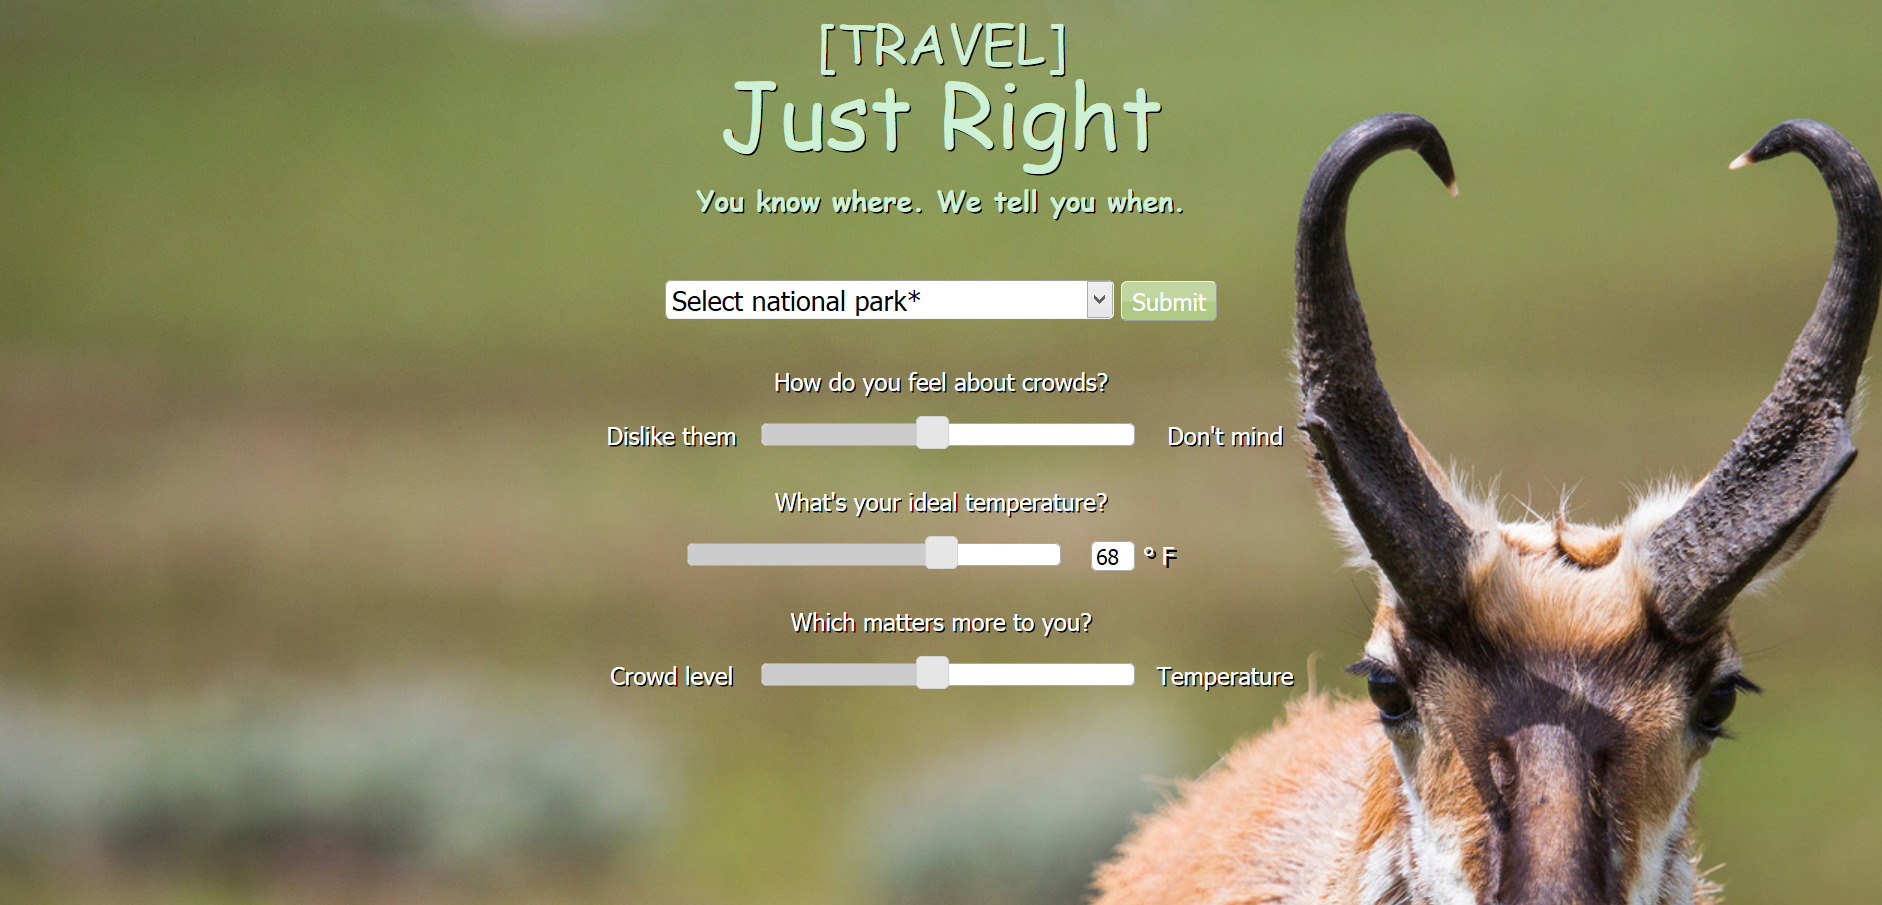 [TRAVEL]
Just Right
You know where. We tell you when.
Select national park* Submit
How do you feel about crowds?
Dislike them Don't mind
What's your ideal temperature?
68 ° F
Which matters more to you?
Crowd level Temperature